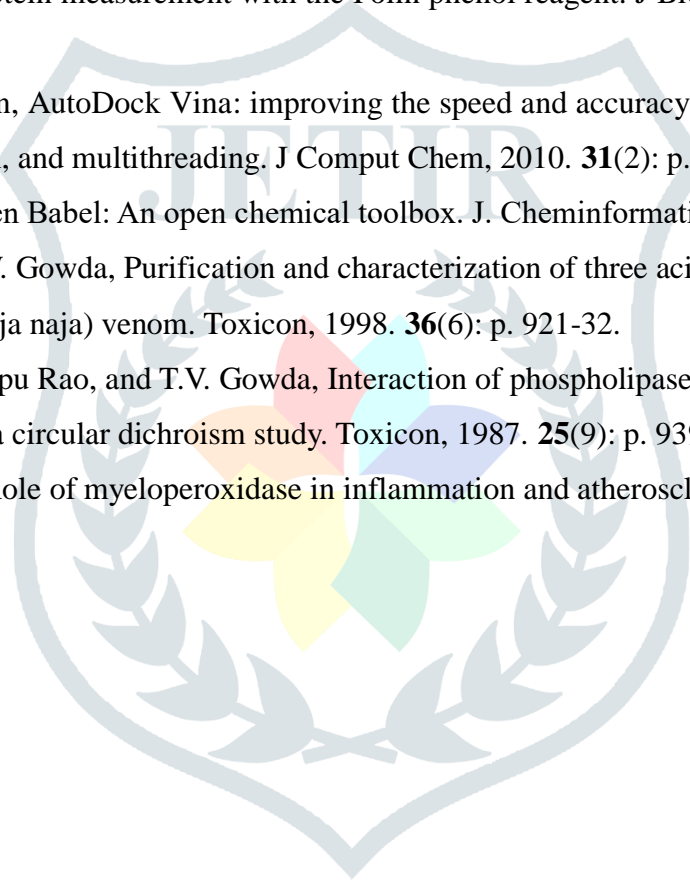 otein measurement with the Folin phenol reagent. J Bi
n, AutoDock Vina: improving the speed and accuracy
, and multithreading. J Comput Chem, 2010. 31(2): p.
en Babel: An open chemical toolbox. J. Cheminformati
. Gowda, Purification and characterization of three aci
ja naja) venom. Toxicon, 1998. 36(6): p. 921-32.
pu Rao, and T.V. Gowda, Interaction of phospholipase
a circular dichroism study. Toxicon, 1987. 25(9): p. 939
ole of myeloperoxidase in inflammation and atheroscl
JETIR